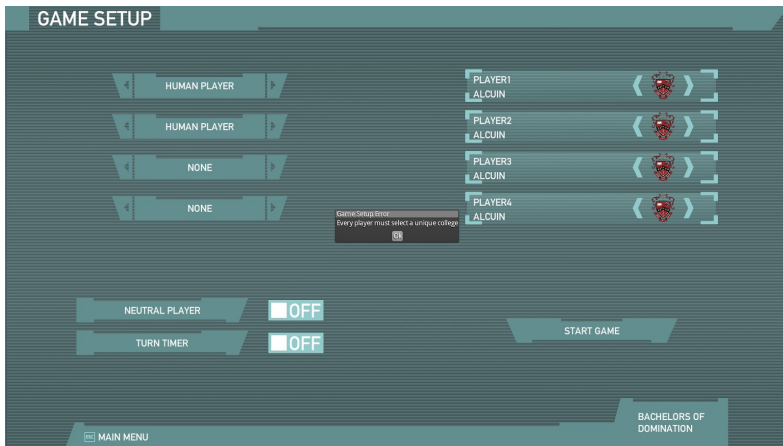 GAME SETUP
HUMAN PLAYER
PLAYER1
ALCUIN
HUMAN PLAYER
PLAYER2
ALCUIN
NONE
PLAYER3
ALCUIN
NONE
PLAYER4
ALCUIN
Game Setup Error
Every player must select a unique college
Ok
NEUTRAL PLAYER
OFF
START GAME
TURN TIMER
OFF
BACHELORS OF
DOMINATION
ESC MAIN MENU